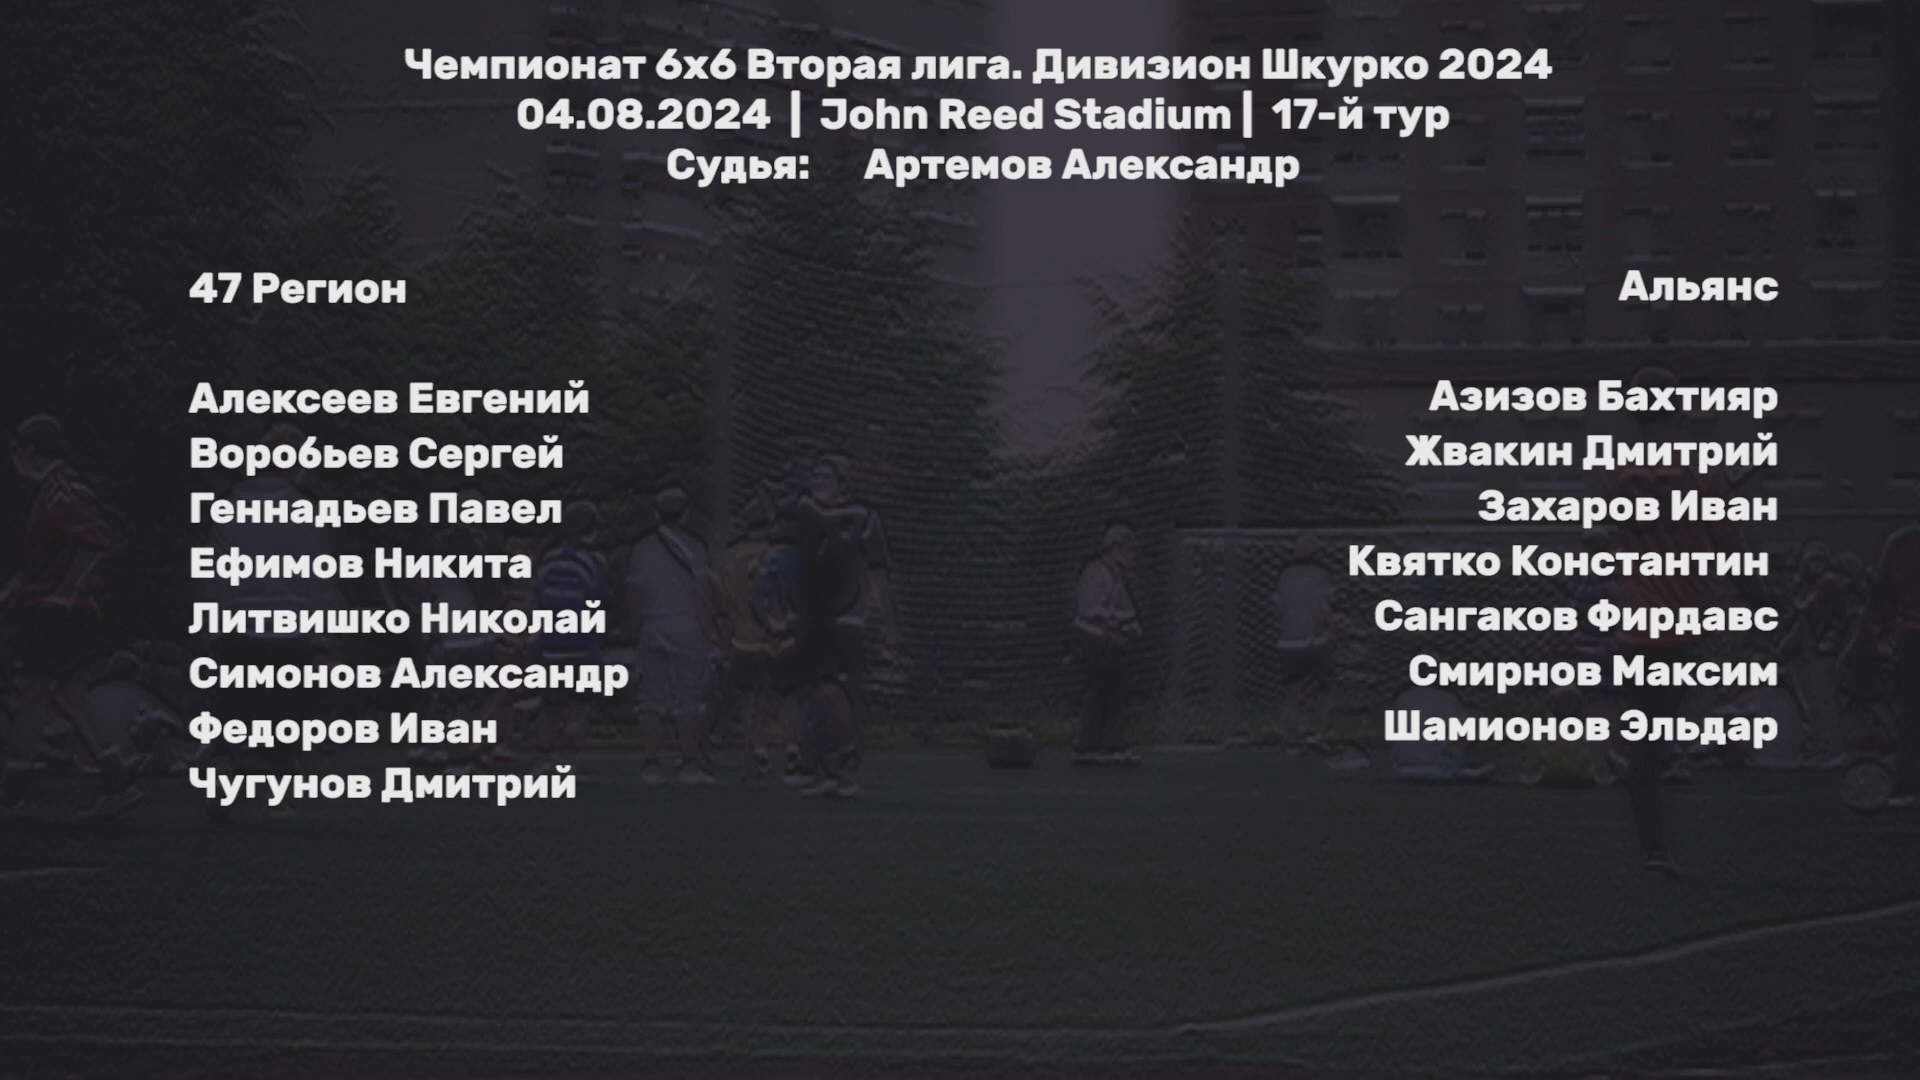 Чемпионат 6х6 Вторая лига. Дивизион Шкурко 2024
04.08.2024 | John Reed Stadium | 17-й тур
Судья: Артемов Александр
47 Регион
Алексеев Евгений
Воробьев Сергей
Геннадьев Павел
Ефимов Никита
Литвишко Николай
Симонов Александр
Федоров Иван
Чугунов Дмитрий
Альянс
Азизов Бахтияр
Жвакин Дмитрий
Захаров Иван
Квятко Константин
Сангаков Фирдавс
Смирнов Максим
Шамионов Эльдар